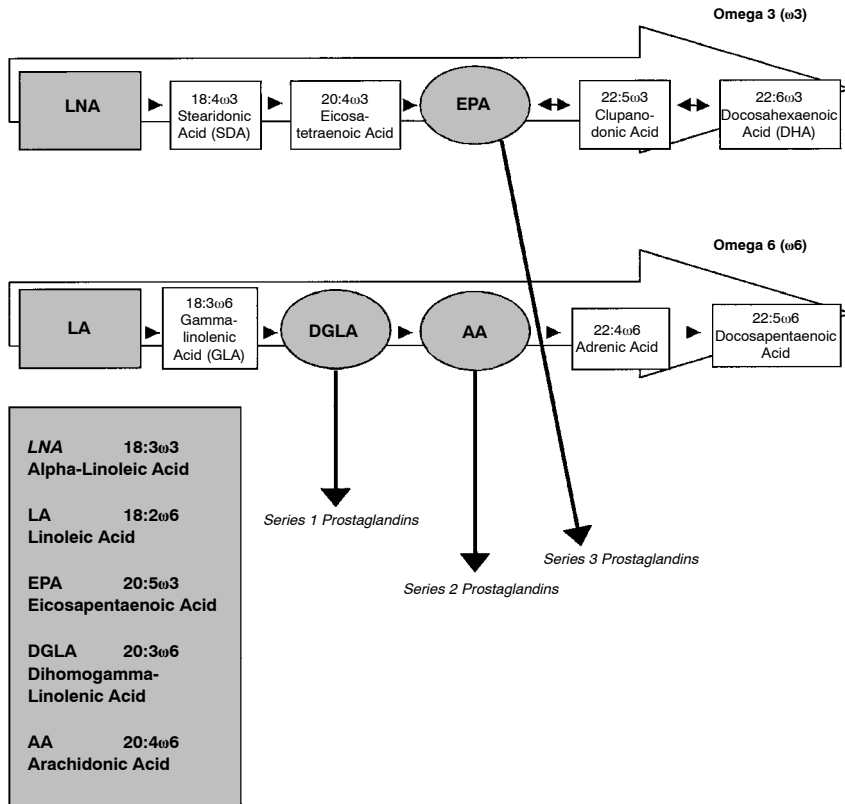 Omega 3 (ω3)
LNA
18:4ω3
Stearidonic
Acid (SDA)
20:4ω3
Eicosa-
tetraenoic Acid
EPA
22:5ω3
Clupano-
donic Acid
22:6ω3
Docosahexaenoic
Acid (DHA)
Omega 6 (ω6)
LA
18:3ω6
Gamma-
linolenic
Acid (GLA)
DGLA
AA
22:4ω6
Adrenic Acid
22:5ω6
Docosapentaenoic
Acid
LNA 18:3ω3
Alpha-Linoleic Acid
LA 18:2ω6
Linoleic Acid
EPA 20:5ω3
Eicosapentaenoic Acid
DGLA 20:3ω6
Dihomogamma-
Linolenic Acid
AA 20:4ω6
Arachidonic Acid
Series 1 Prostaglandins
Series 2 Prostaglandins
Series 3 Prostaglandins